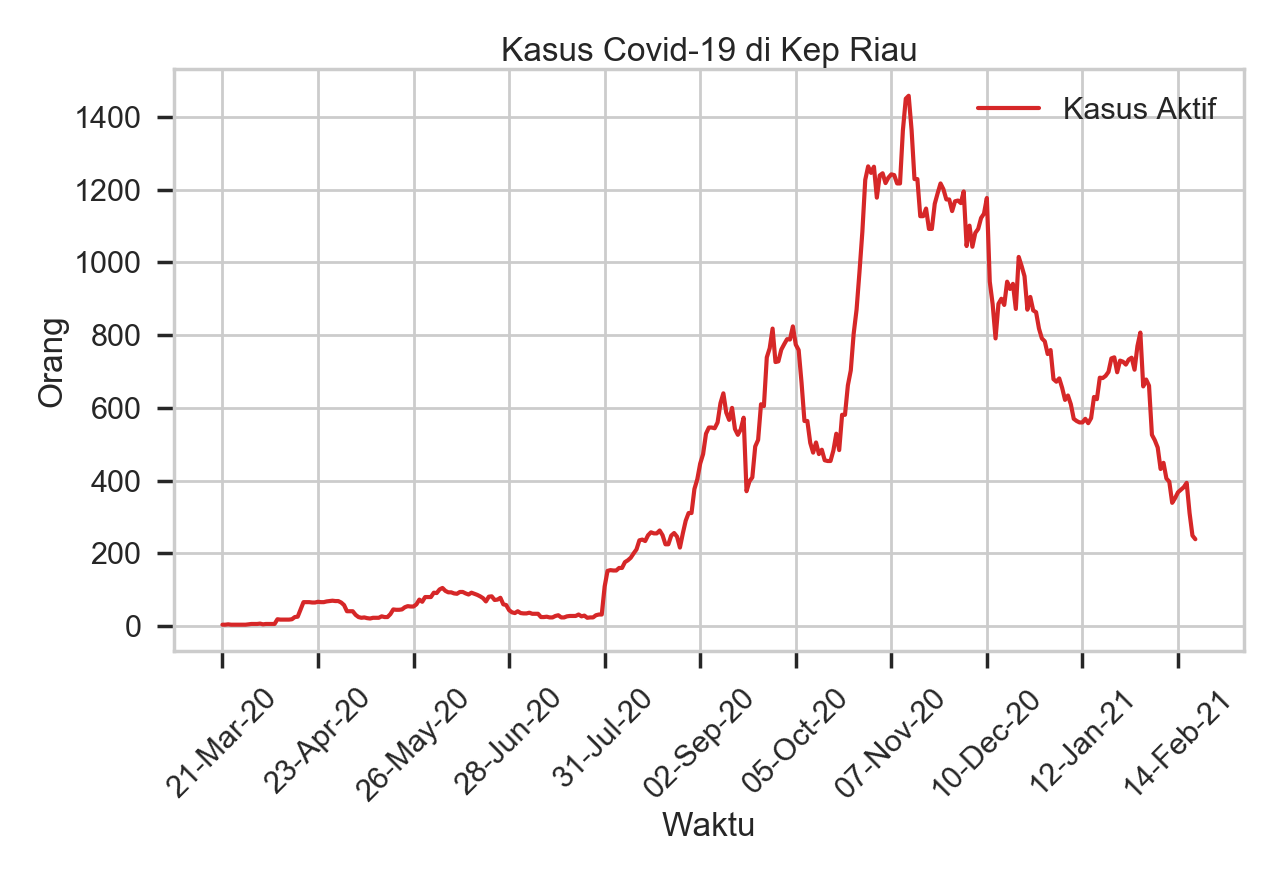 Kasus Covid-19 di Kep Riau
Kasus Aktif
1400
1200
1000
800
600
400
200
0
Orang
21-Mar-20
23-Apr-20
26-May-20
28-Jun-20
31-Jul-20
02-Sep-20
05-Oct-20
07-Nov-20
10-Dec-20
12-Jan-21
14-Feb-21
Waktu